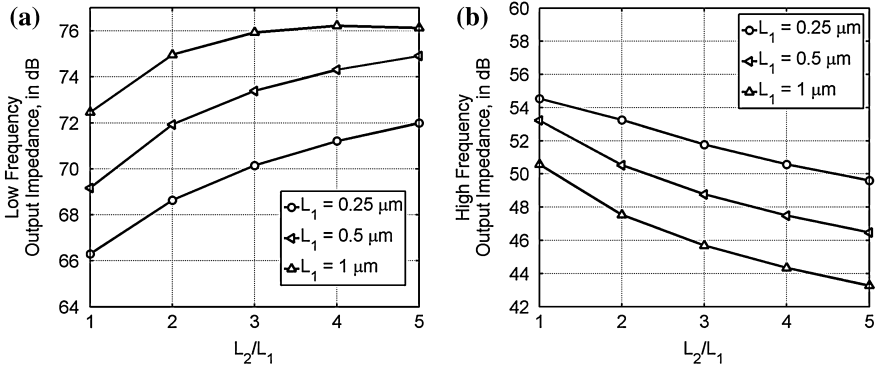 (a)
Low Frequency
Output Impedance, in dB
76
74
72
70
68
66
64
L1 = 0.25 μm
L1 = 0.5 μm
L1 = 1 μm
1 2 3 4 5
L2/L1
(b)
High Frequency
Output Impedance, in dB
60
58
56
54
52
50
48
46
44
42
L1 = 0.25 μm
L1 = 0.5 μm
L1 = 1 μm
1 2 3 4 5
L2/L1